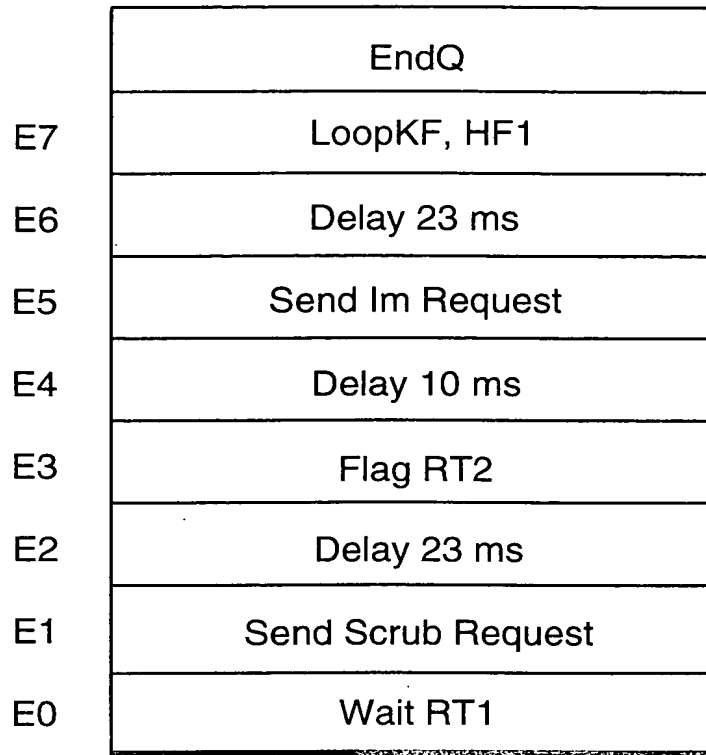 EndQ
E7 LoopKF, HF1
E6 Delay 23 ms
E5 Send Im Request
E4 Delay 10 ms
E3 Flag RT2
E2 Delay 23 ms
E1 Send Scrub Request
E0 Wait RT1